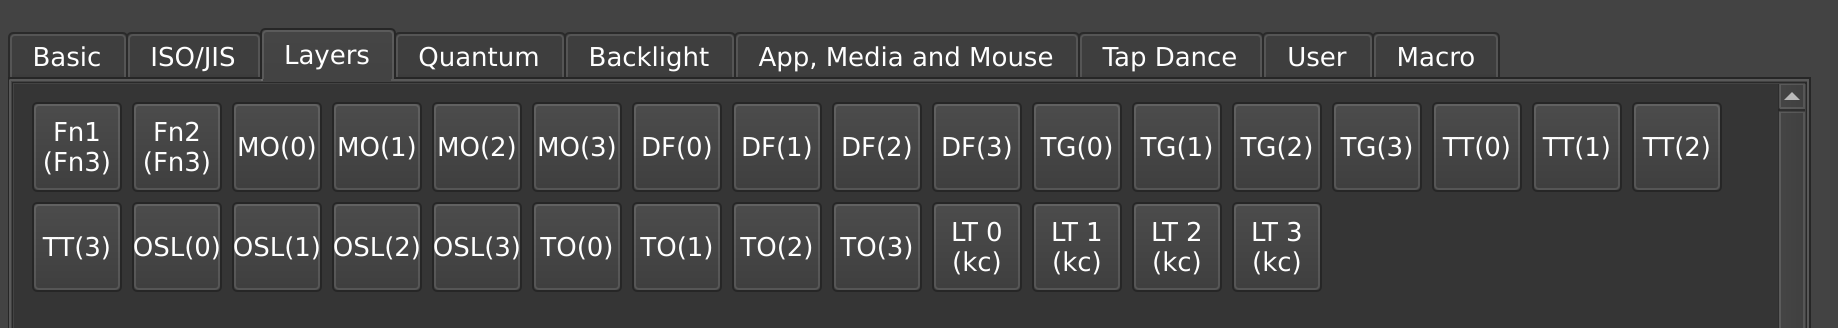 Basic ISO/JIS Layers Quantum Backlight App, Media and Mouse Tap Dance User Macro
Fn1 (Fn3) Fn2 (Fn3) MO(0) MO(1) MO(2) MO(3) DF(0) DF(1) DF(2) DF(3) TG(0) TG(1) TG(2) TG(3) TT(0) TT(1) TT(2)
TT(3) OSL(0) OSL(1) OSL(2) OSL(3) TO(0) TO(1) TO(2) TO(3) LT 0 (kc) LT 1 (kc) LT 2 (kc) LT 3 (kc)